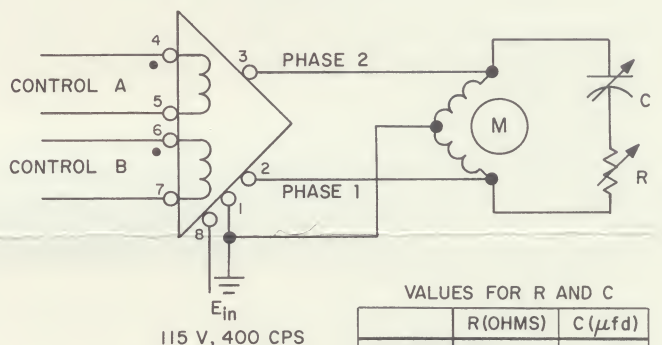 4
CONTROL A
5
6
CONTROL B
7
3
PHASE 2
2
PHASE 1
1
8
E in
115 V, 400 CPS
M
C
R
VALUES FOR R AND C
R (OHMS) C (μfd)